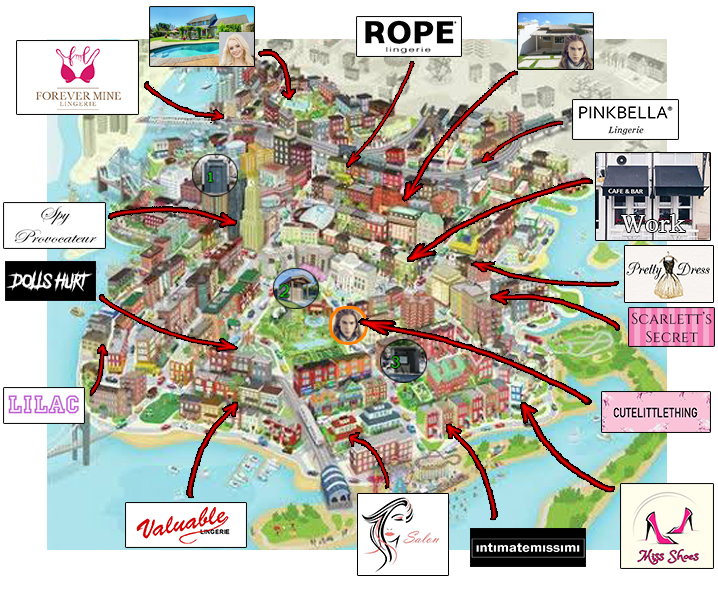 ROPE
lingerie
FOREVER MINE
LINGERIE
PINKBELLA®
Lingerie
CAFE & BAR
Work
1
Spy
Provocateur
Pretty Dress
DOLLS HURT
2
SCARLETT'S
SECRET
3
LILAC
CUTELITTLETHING
Valuable
LINGERIE
Salon
intimatemissimi
Miss Shoes